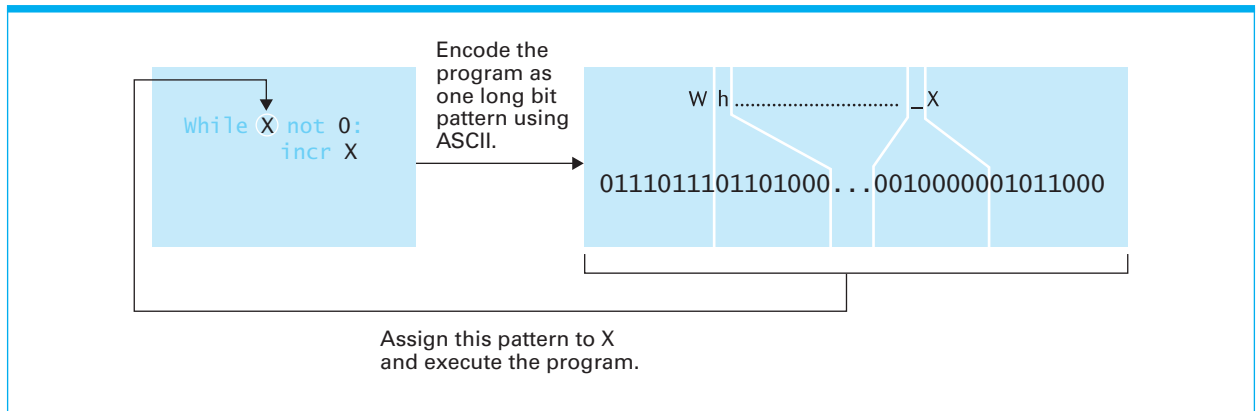 While X not 0:
incr X
Encode the
program as
one long bit
pattern using
ASCII.
W h.............................. _X
0111011101101000...0010000001011000
Assign this pattern to X
and execute the program.